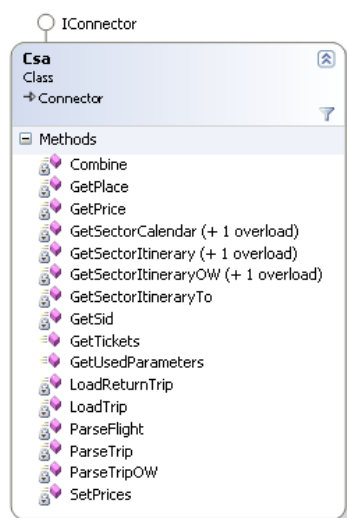 IConnector
Csa
Class
Connector
Methods
Combine
GetPlace
GetPrice
GetSectorCalendar (+ 1 overload)
GetSectorItinerary (+ 1 overload)
GetSectorItineraryOW (+ 1 overload)
GetSectorItineraryTo
GetSid
GetTickets
GetUsedParameters
LoadReturnTrip
LoadTrip
ParseFlight
ParseTrip
ParseTripOW
SetPrices